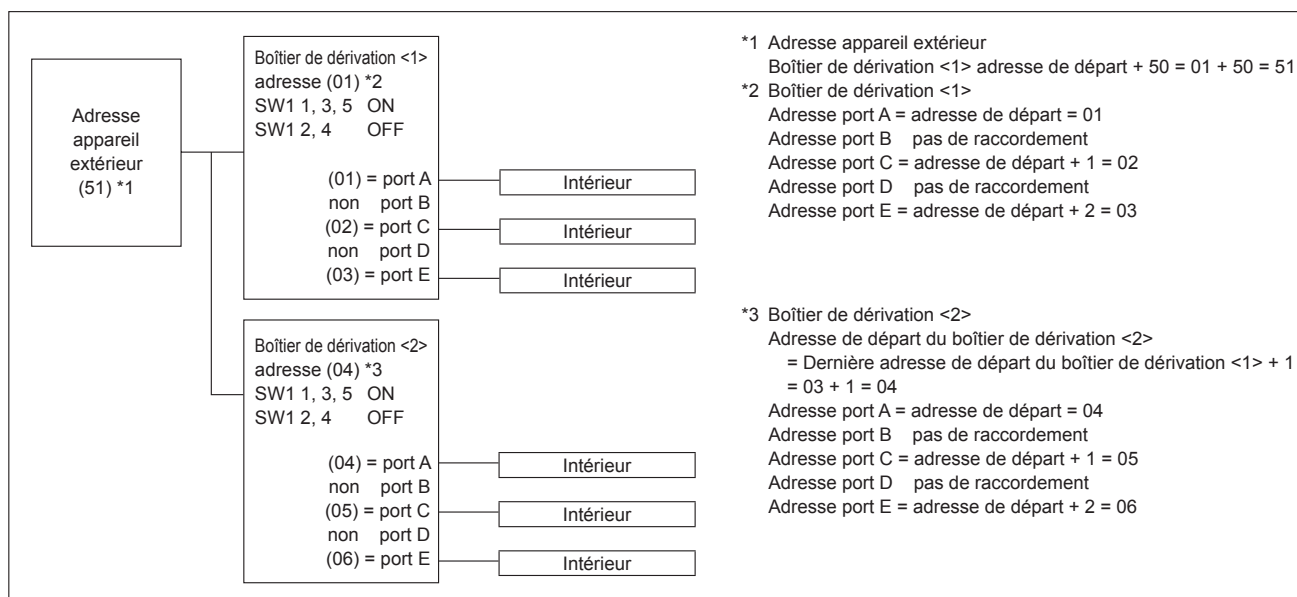 Adresse
appareil
extérieur
(51) *1
Boîtier de dérivation <1>
adresse (01) *2
SW1 1, 3, 5 ON
SW1 2, 4 OFF
(01) = port A
non port B
(02) = port C
non port D
(03) = port E
Intérieur
Intérieur
Intérieur
Boîtier de dérivation <2>
adresse (04) *3
SW1 1, 3, 5 ON
SW1 2, 4 OFF
(04) = port A
non port B
(05) = port C
non port D
(06) = port E
Intérieur
Intérieur
Intérieur
*1 Adresse appareil extérieur
Boîtier de dérivation <1> adresse de départ + 50 = 01 + 50 = 51
*2 Boîtier de dérivation <1>
Adresse port A = adresse de départ = 01
Adresse port B pas de raccordement
Adresse port C = adresse de départ + 1 = 02
Adresse port D pas de raccordement
Adresse port E = adresse de départ + 2 = 03
*3 Boîtier de dérivation <2>
Adresse de départ du boîtier de dérivation <2>
= Dernière adresse de départ du boîtier de dérivation <1> + 1
= 03 + 1 = 04
Adresse port A = adresse de départ = 04
Adresse port B pas de raccordement
Adresse port C = adresse de départ + 1 = 05
Adresse port D pas de raccordement
Adresse port E = adresse de départ + 2 = 06